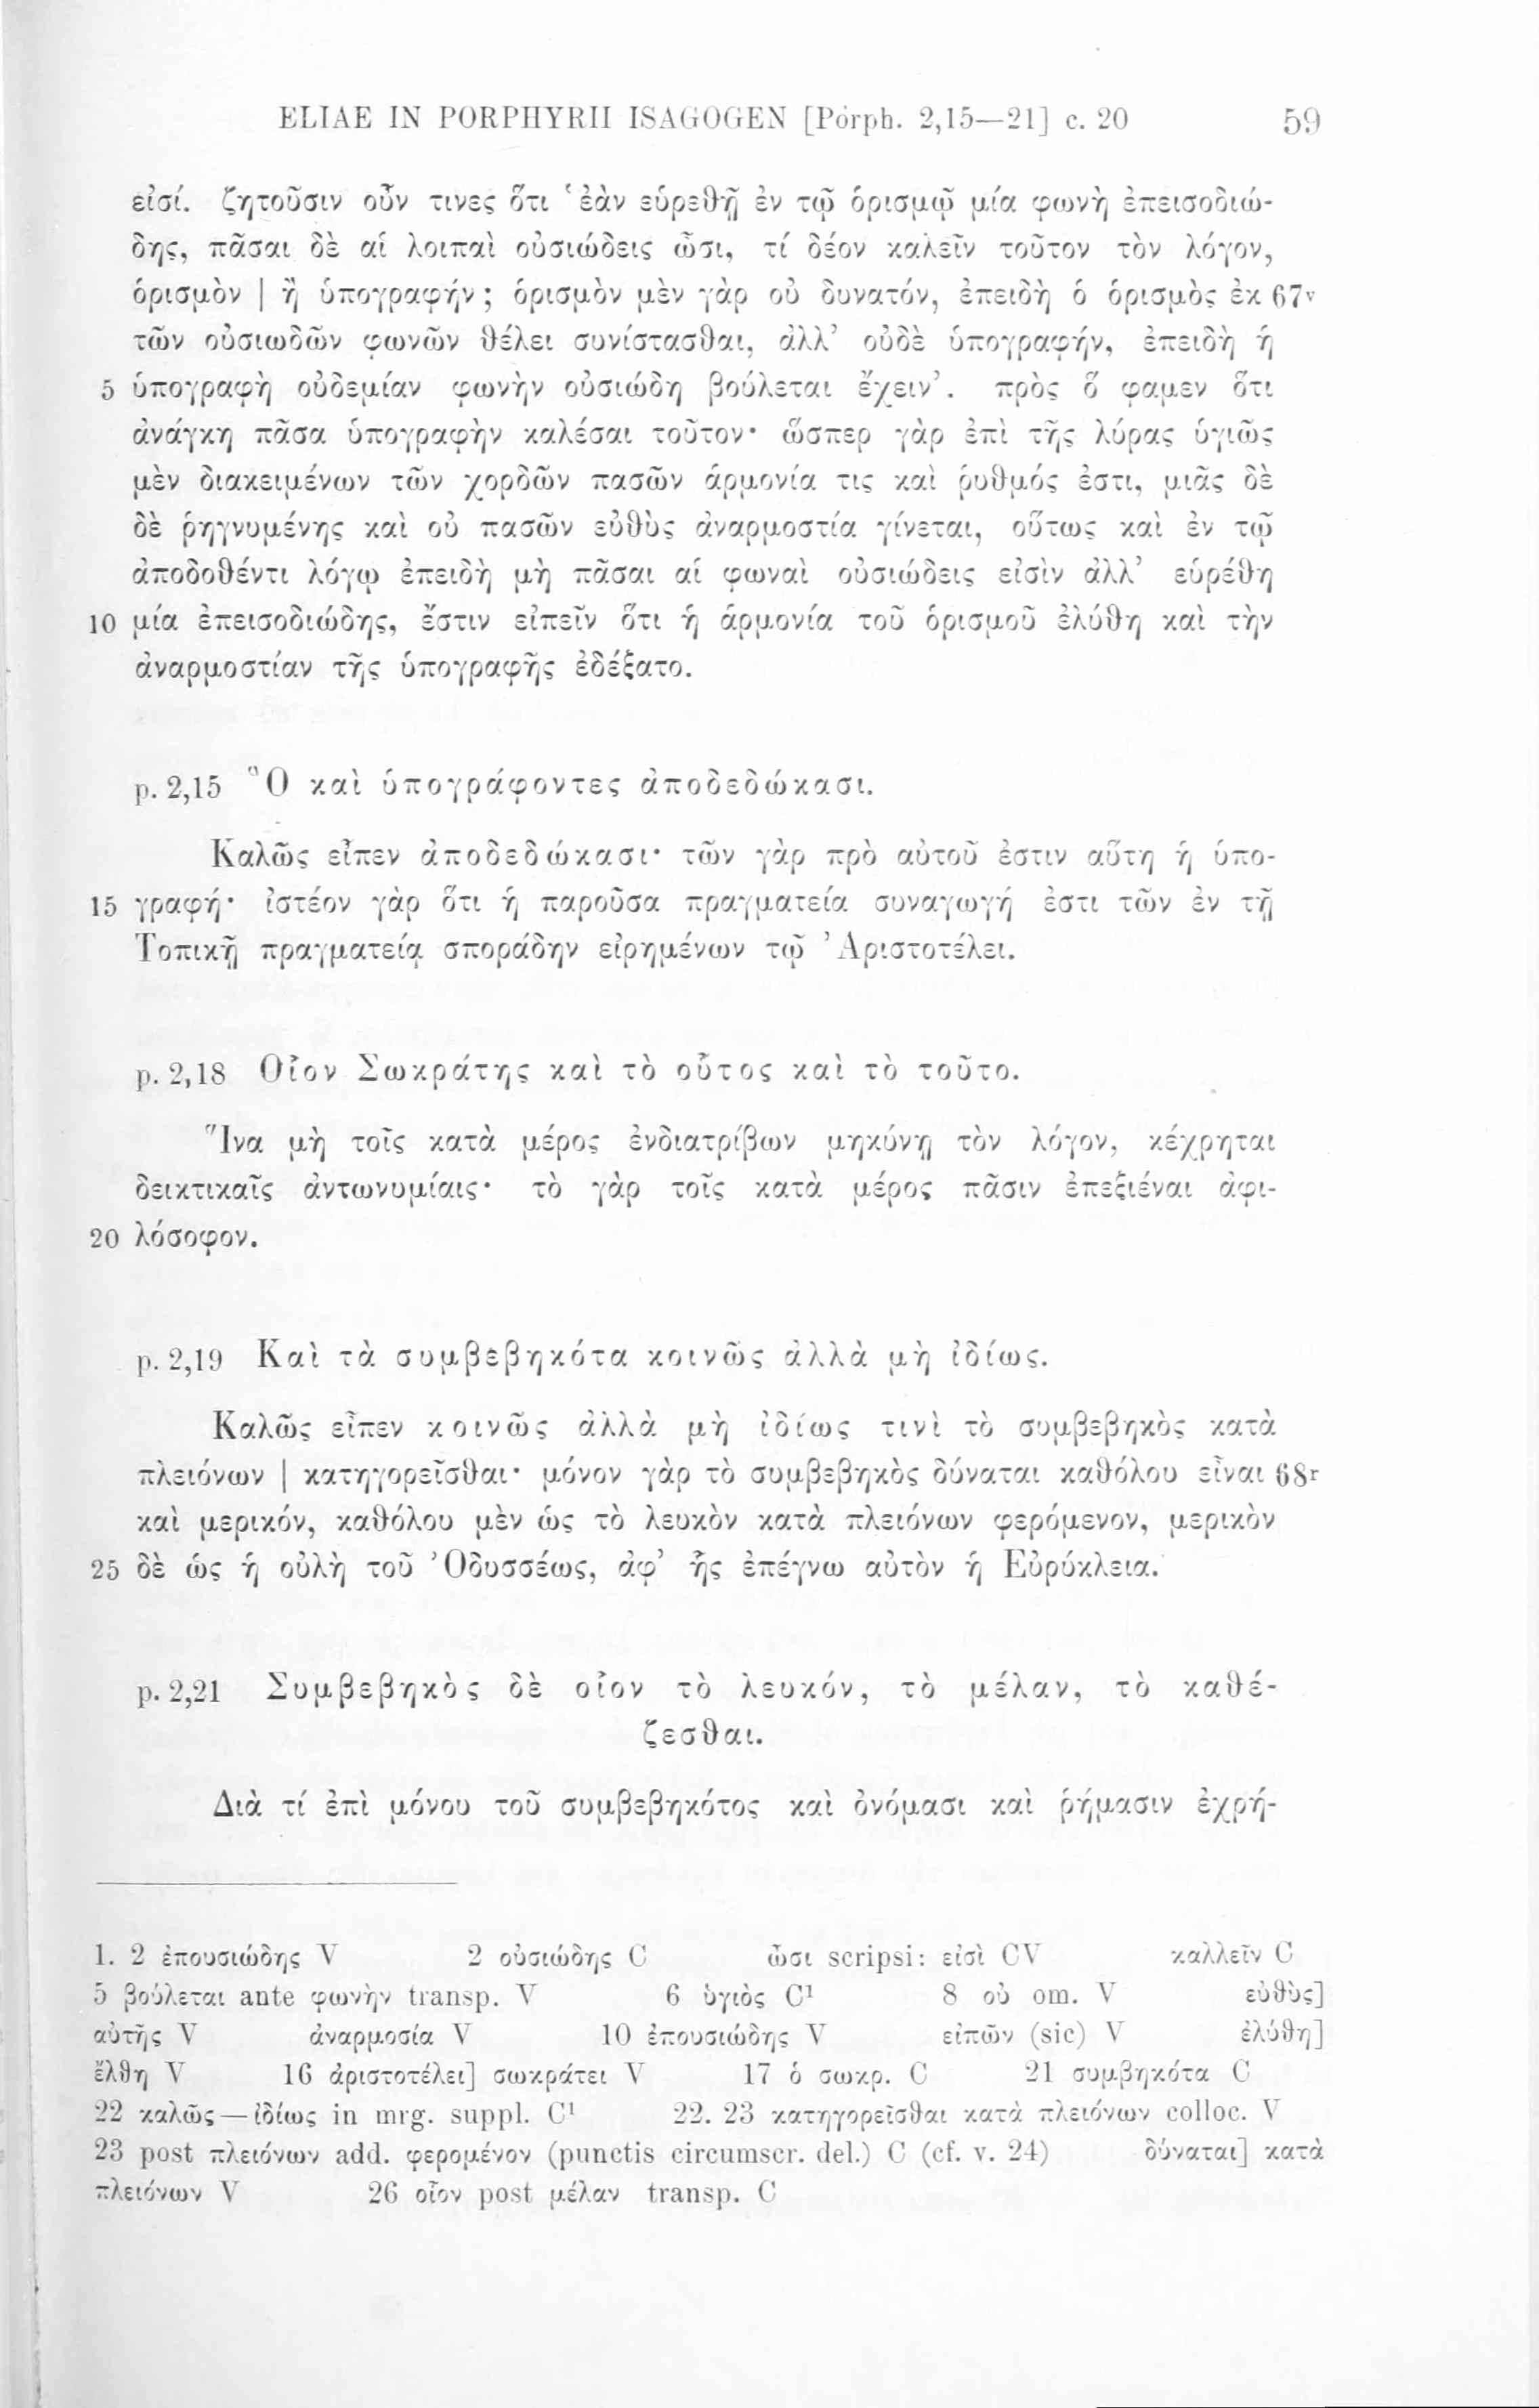 ELIAE IN PORPHYRII ISAGOGEN [Porph. 2,15—21] c. 20 59
εἰσί. ζητοῦσιν οὖν τινες ὅτι ‘ἐὰν εὑρεθῇ ἐν τῷ ὁρισμῷ μία φωνὴ ἐπεισοδιώ-
δης, πᾶσαι δὲ αἱ λοιπαὶ οὐσιώδεις ὦσι, τί δέον καλεῖν τοῦτον τὸν λόγον,
ὁρισμὸν | ἢ ὑπογραφήν; ὁρισμὸν μὲν γὰρ οὐ δυνατόν, ἐπειδὴ ὁ ὁρισμὸς ἐκ 67v
τῶν οὐσιωδῶν φωνῶν θέλει συνίστασθαι, ἀλλ’ οὐδὲ ὑπογραφήν, ἐπειδὴ ἡ
5 ὑπογραφὴ οὐδεμίαν φωνὴν οὐσιώδη βούλεται ἔχειν’. πρὸς ὅ φαμεν ὅτι
ἀνάγκη πᾶσα ὑπογραφὴν καλέσαι τοῦτον· ὥσπερ γὰρ ἐπὶ τῆς λύρας ὑγιῶς
μὲν διακειμένων τῶν χορδῶν πασῶν ἁρμονία τις καὶ ῥυθμός ἐστι, μιᾶς δὲ
δὲ ῥηγνυμένης καὶ οὐ πασῶν εὐθὺς ἀναρμοστία γίνεται, οὕτως καὶ ἐν τῷ
ἀποδοθέντι λόγῳ ἐπειδὴ μὴ πᾶσαι αἱ φωναὶ οὐσιώδεις εἰσὶν ἀλλ’ εὑρέθη
10 μία ἐπεισοδιώδης, ἔστιν εἰπεῖν ὅτι ἡ ἁρμονία τοῦ ὁρισμοῦ ἐλύθη καὶ τὴν
ἀναρμοστίαν τῆς ὑπογραφῆς ἐδέξατο.
p. 2,15 Ὃ καὶ ὑπογράφοντες ἀποδεδώκασι.
Καλῶς εἶπεν ἀποδεδώκασι· τῶν γὰρ πρὸ αὐτοῦ ἐστιν αὕτη ἡ ὑπο-
15 γραφή· ἰστέον γὰρ ὅτι ἡ παροῦσα πραγματεία συναγωγή ἐστι τῶν ἐν τῇ
Τοπικῇ πραγματείᾳ σποράδην εἰρημένων τῷ Ἀριστοτέλει.
p. 2,18 Οἷον Σωκράτης καὶ τὸ οὗτος καὶ τὸ τοῦτο.
Ἵνα μὴ τοῖς κατὰ μέρος ἐνδιατρίβων μηκύνῃ τὸν λόγον, κέχρηται
δεικτικαῖς ἀντωνυμίαις· τὸ γὰρ τοῖς κατὰ μέρος πᾶσιν ἐπεξιέναι ἀφι-
20 λόσοφον.
p. 2,19 Καὶ τὰ συμβεβηκότα κοινῶς ἀλλὰ μὴ ἰδίως.
Καλῶς εἶπεν κοινῶς ἀλλὰ μὴ ἰδίως τινὶ τὸ συμβεβηκὸς κατὰ
πλειόνων | κατηγορεῖσθαι· μόνον γὰρ τὸ συμβεβηκὸς δύναται καθόλου εἶναι 68r
καὶ μερικόν, καθόλου μὲν ὡς τὸ λευκὸν κατὰ πλειόνων φερόμενον, μερικὸν
25 δὲ ὡς ἡ οὐλὴ τοῦ Ὀδυσσέως, ἀφ’ ἧς ἐπέγνω αὐτὸν ἡ Εὐρύκλεια.
p. 2,21 Συμβεβηκὸς δὲ οἷον τὸ λευκόν, τὸ μέλαν, τὸ καθέ-
ζεσθαι.
Διὰ τί ἐπὶ μόνου τοῦ συμβεβηκότος καὶ ὀνόμασι καὶ ῥήμασιν ἐχρή-
1. 2 ἐπουσιώδης V 2 οὐσιώδης C ὦσι scripsi: εἰσὶ CV καλλεῖν C
5 βούλεται ante φωνὴν transp. V 6 ὑγιὸς C¹ 8 οὐ om. V εὐθὺς]
αὐτῆς V ἀναρμοσία V 10 ἐπουσιώδης V εἰπῶν (sic) V ἐλύθη]
ἔλθη V 16 ἀριστοτέλει] σωκράτει V 17 ὁ σωκρ. C 21 συμβηκότα C
22 καλῶς—ἰδίως in mrg. suppl. C¹ 22. 23 κατηγορεῖσθαι κατὰ πλειόνων colloc. V
23 post πλειόνων add. φερομένον (punctis circumscr. del.) C (cf. v. 24) δύναται] κατὰ
πλειόνων V 26 οἷον post μέλαν transp. C